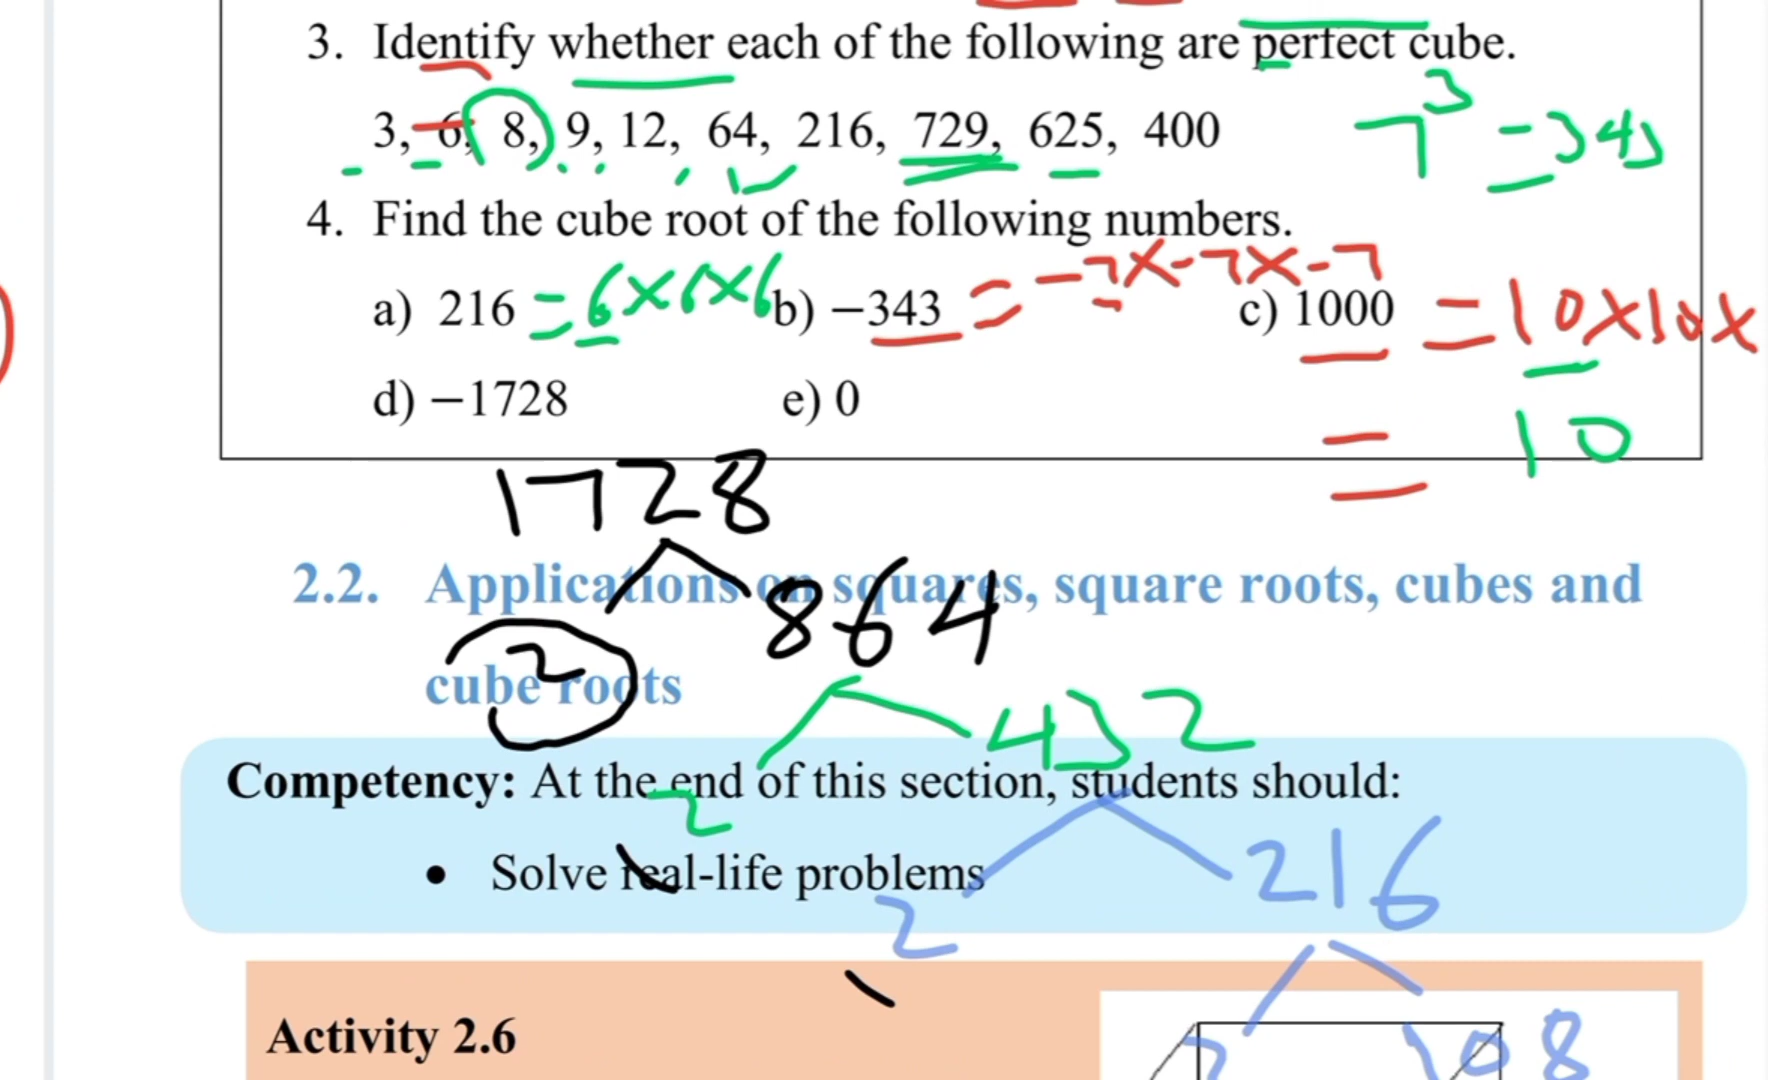 3. Identify whether each of the following are perfect cube.
3, 6, 8, 9, 12, 64, 216, 729, 625, 400
7³ = 343
4. Find the cube root of the following numbers.
a) 216 = 6×6×6 b) −343 = -7×-7×-7 c) 1000 = 10×10×
d) −1728 e) 0
= 10
1728
2.2. Applications on squares, square roots, cubes and
2 864
cube roots
432
Competency: At the end of this section, students should:
2
• Solve real-life problems
2 216
Activity 2.6
2 108